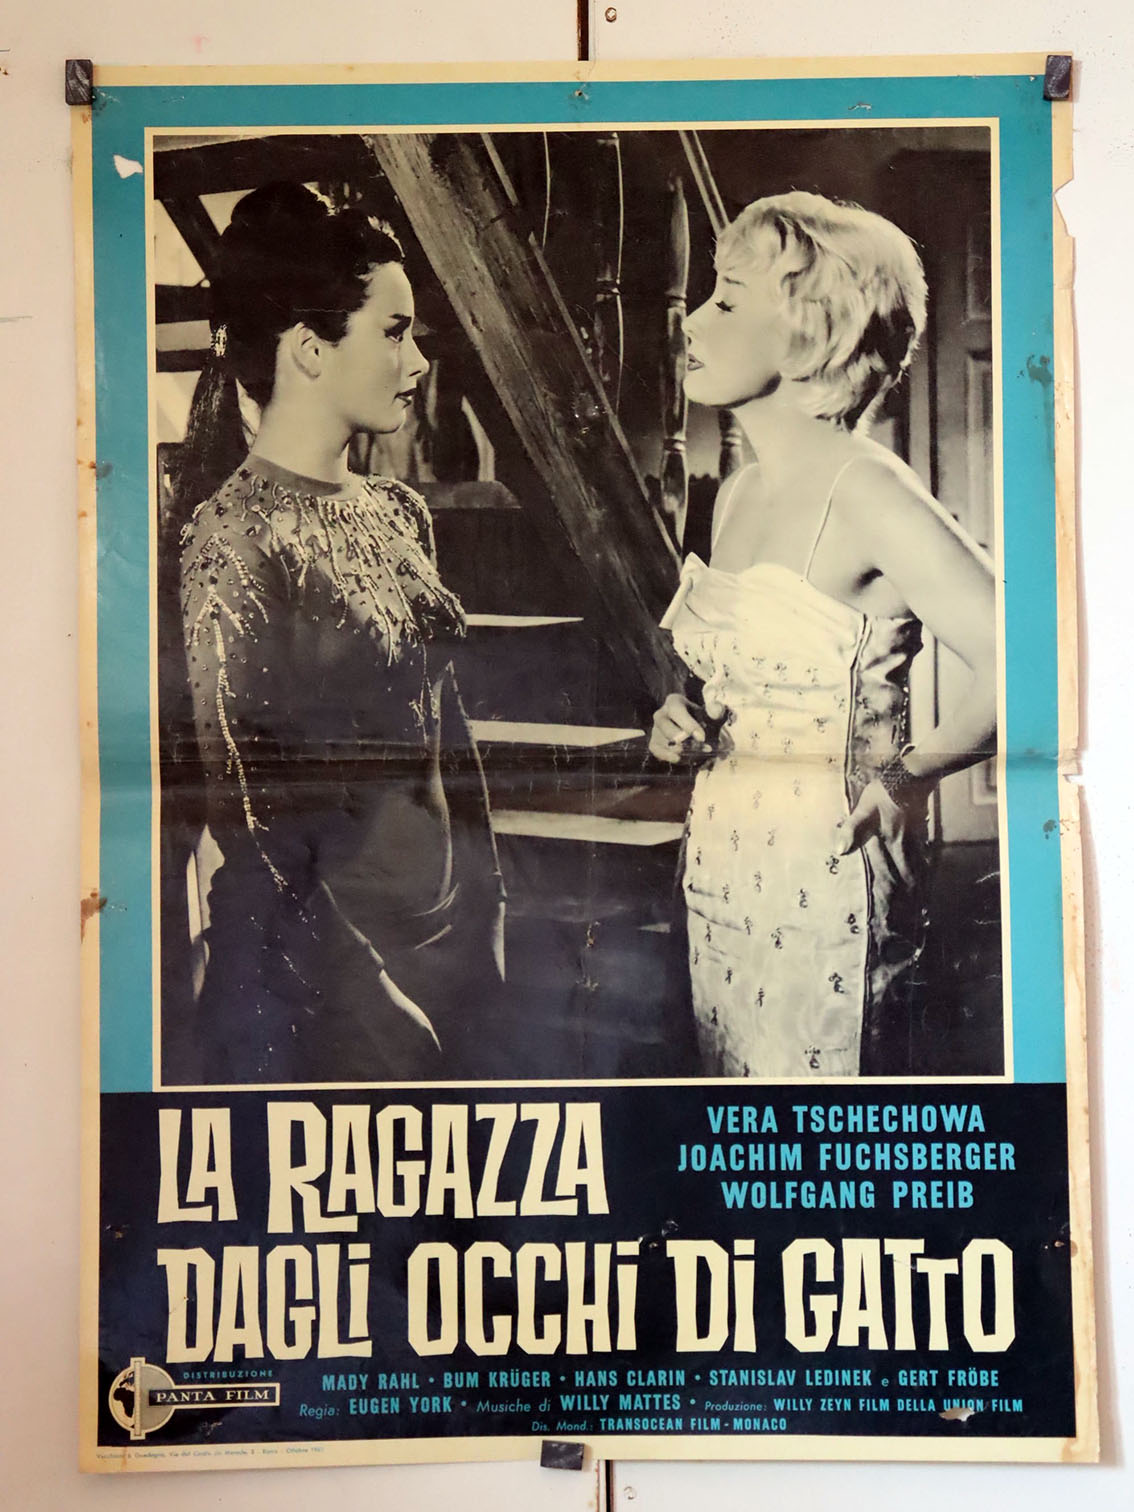 LA RAGAZZA
DAGLI OCCHI DI GATTO
VERA TSCHECHOWA
JOACHIM FUCHSBERGER
WOLFGANG PREIB
DISTRIBUZIONE
PANTA FILM
MADY RAHL • BUM KRÜGER • HANS CLARIN • STANISLAV LEDINEK e GERT FRÖBE
Regia: EUGEN YORK • Musiche di WILLY MATTES • Produzione: WILLY ZEYN FILM DELLA UNION FILM
Dis. Mond.: TRANSOCEAN FILM - MONACO